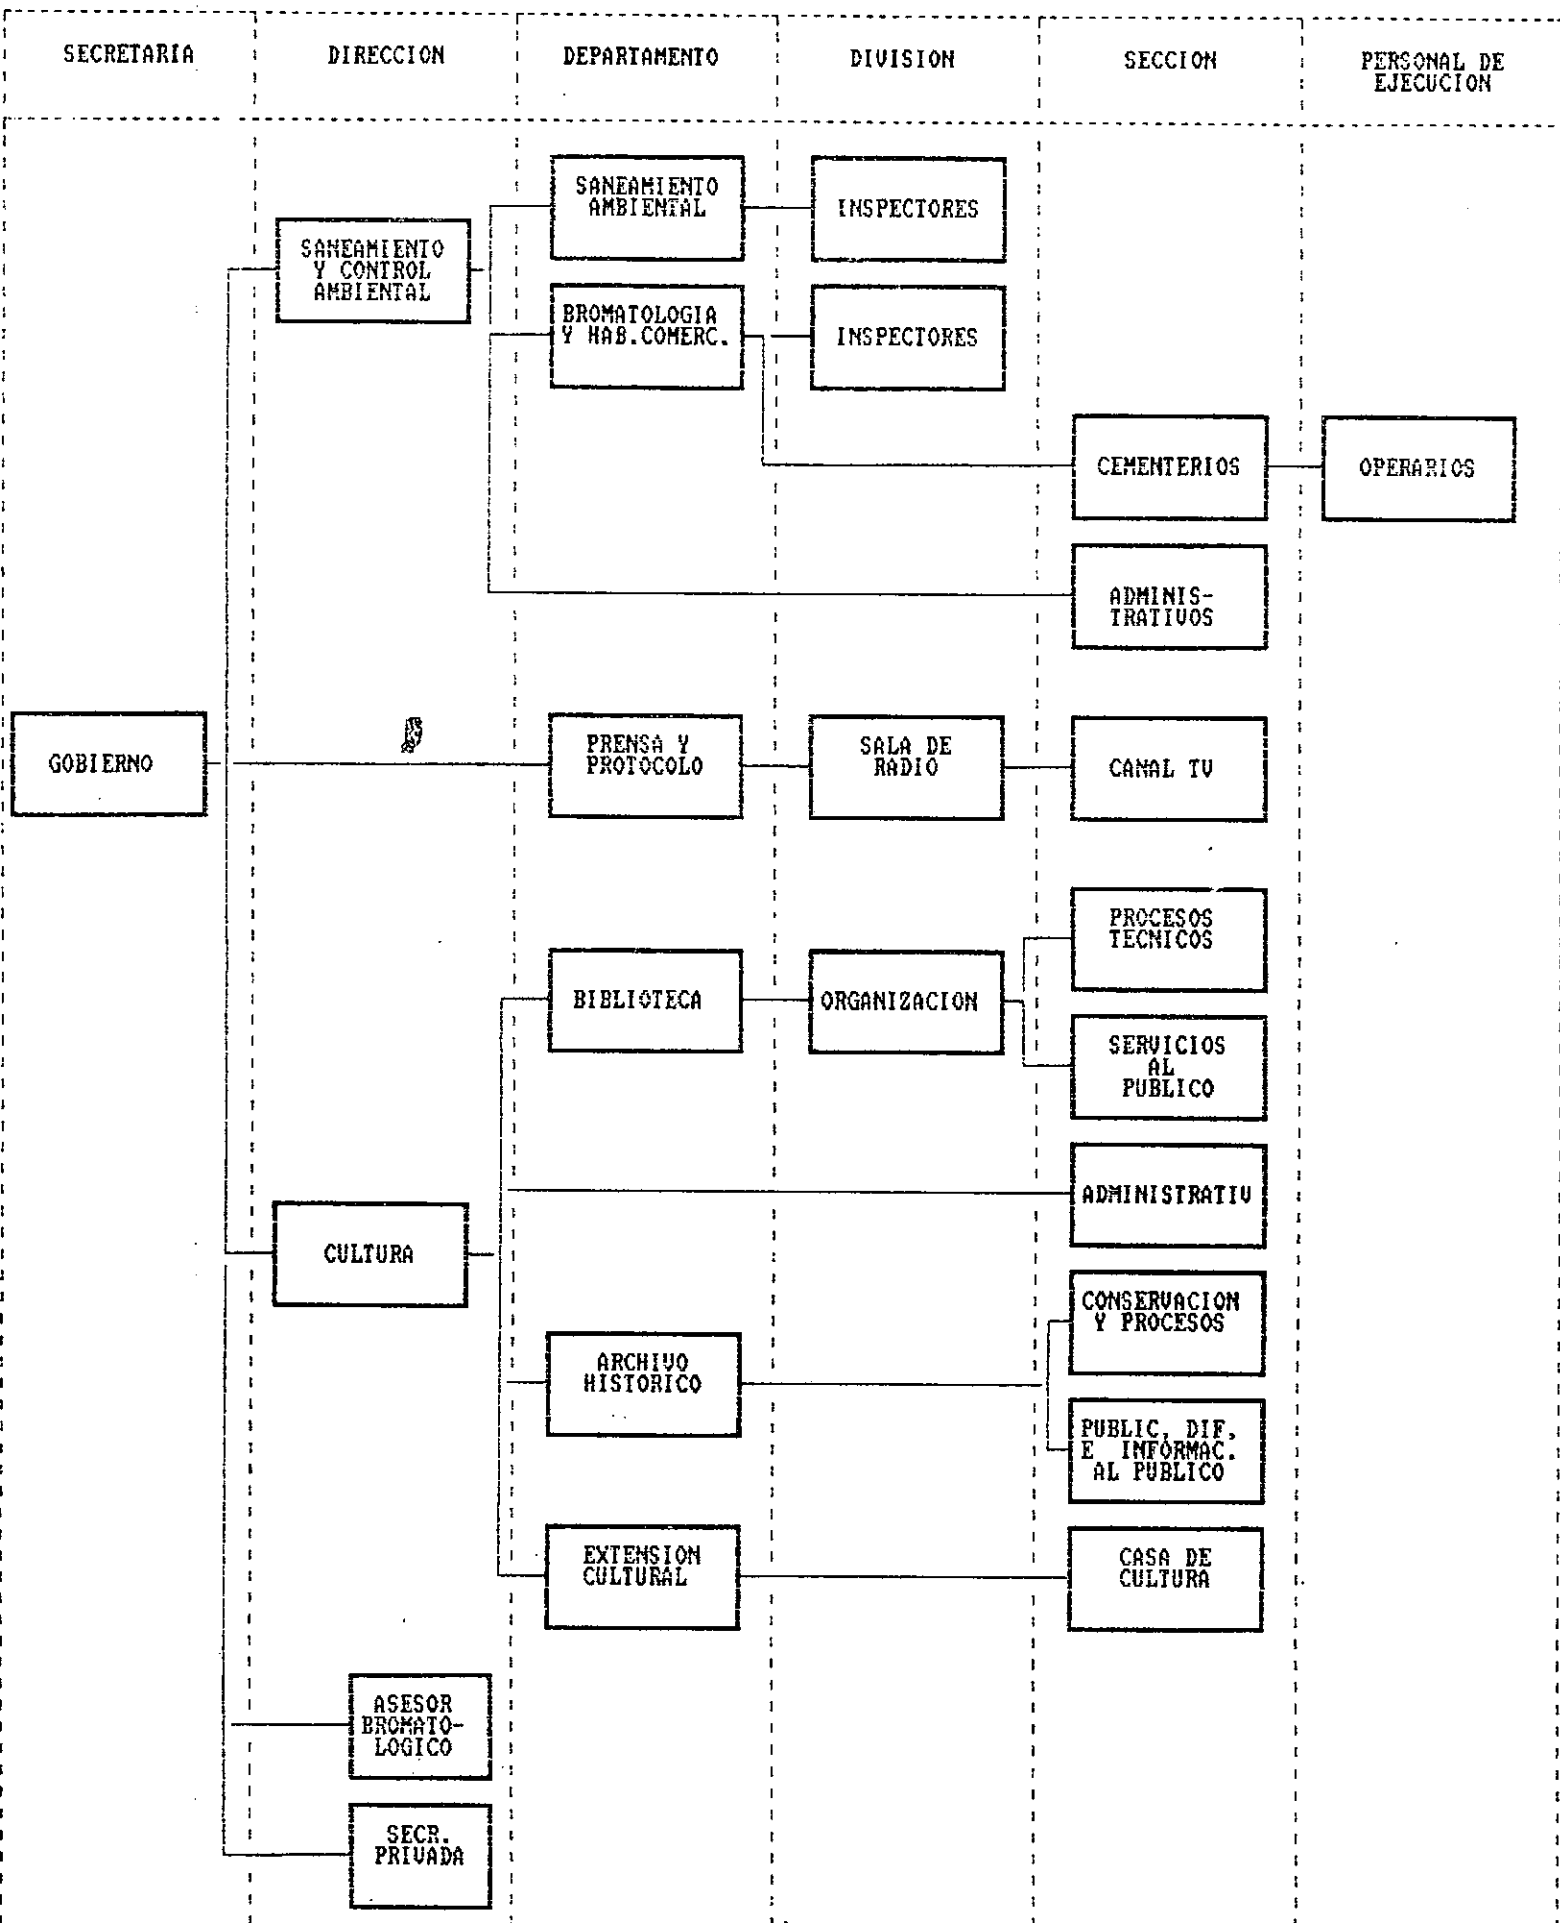 SECRETARIA
DIRECCION
DEPARTAMENTO
DIVISION
SECCION
PERSONAL DE
EJECUCION
SANEAMIENTO
AMBIENTAL
INSPECTORES
SANEAMIENTO
Y CONTROL
AMBIENTAL
BROMATOLOGIA
Y HAB.COMERC.
INSPECTORES
CEMENTERIOS
OPERARIOS
ADMINIS-
TRATIVOS
GOBIERNO
PRENSA Y
PROTOCOLO
SALA DE
RADIO
CANAL TV
PROCESOS
TECNICOS
BIBLIOTECA
ORGANIZACION
SERVICIOS
AL
PUBLICO
ADMINISTRATIV
CULTURA
CONSERVACION
Y PROCESOS
ARCHIVO
HISTORICO
PUBLIC, DIF,
E INFORMAC.
AL PUBLICO
EXTENSION
CULTURAL
CASA DE
CULTURA
ASESOR
BROMATO-
LOGICO
SECR.
PRIVADA